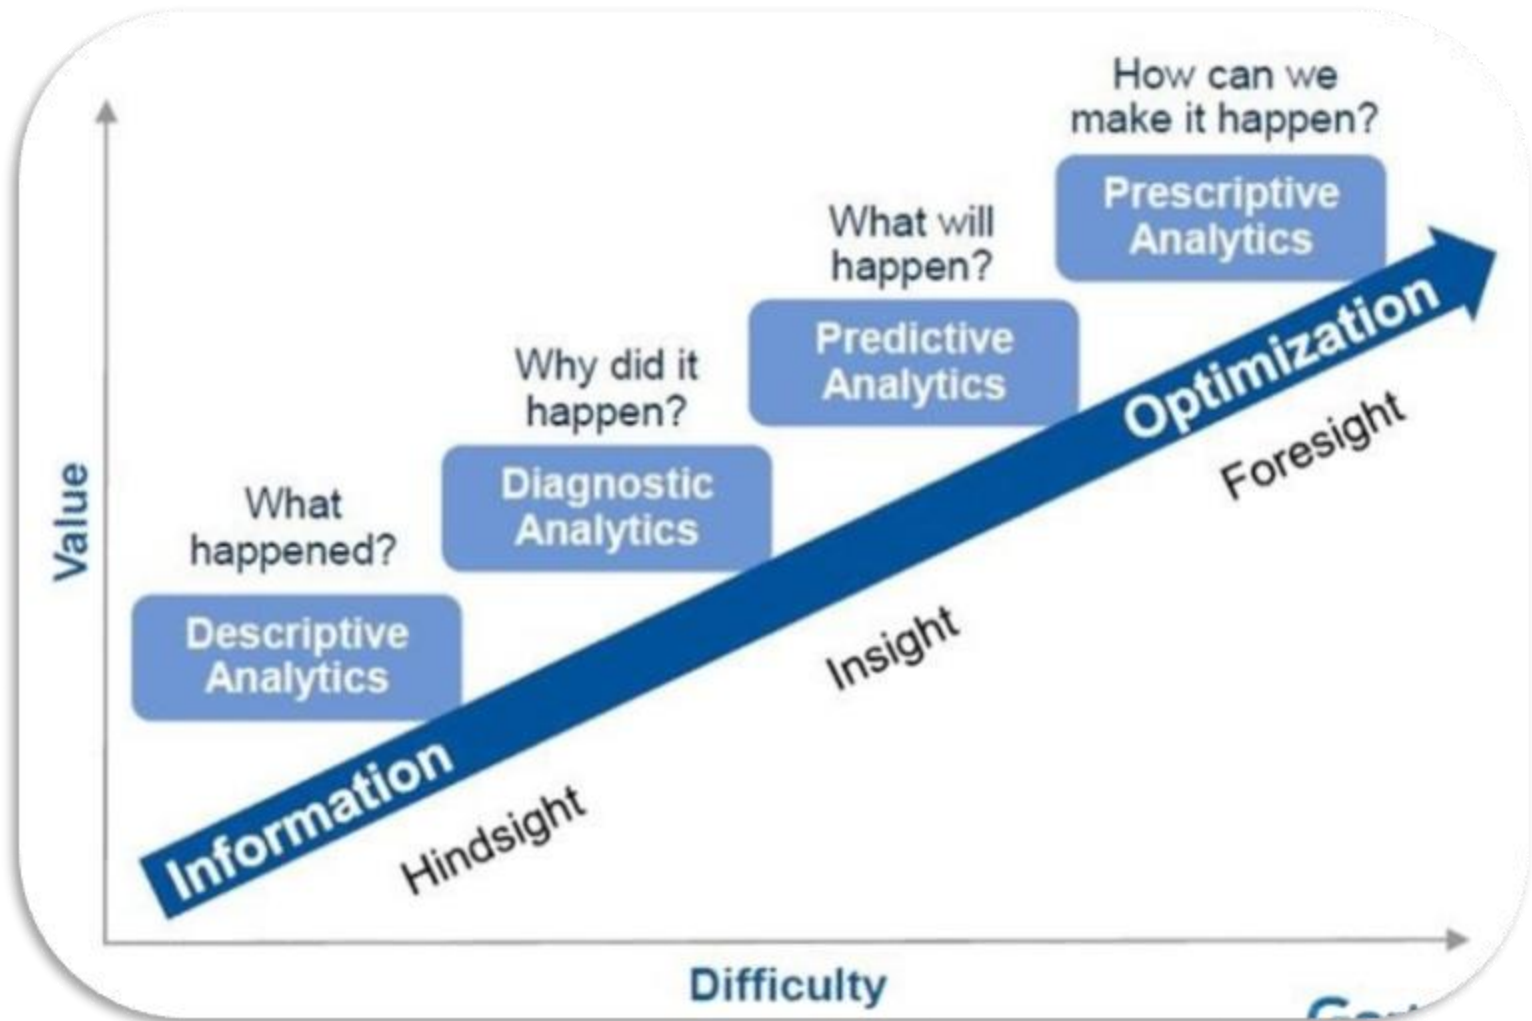 How can we
make it happen?
Prescriptive
Analytics
What will
happen?
Predictive
Analytics
Why did it
happen?
Diagnostic
Analytics
What
happened?
Descriptive
Analytics
Value
Information
Optimization
Hindsight
Insight
Foresight
Difficulty